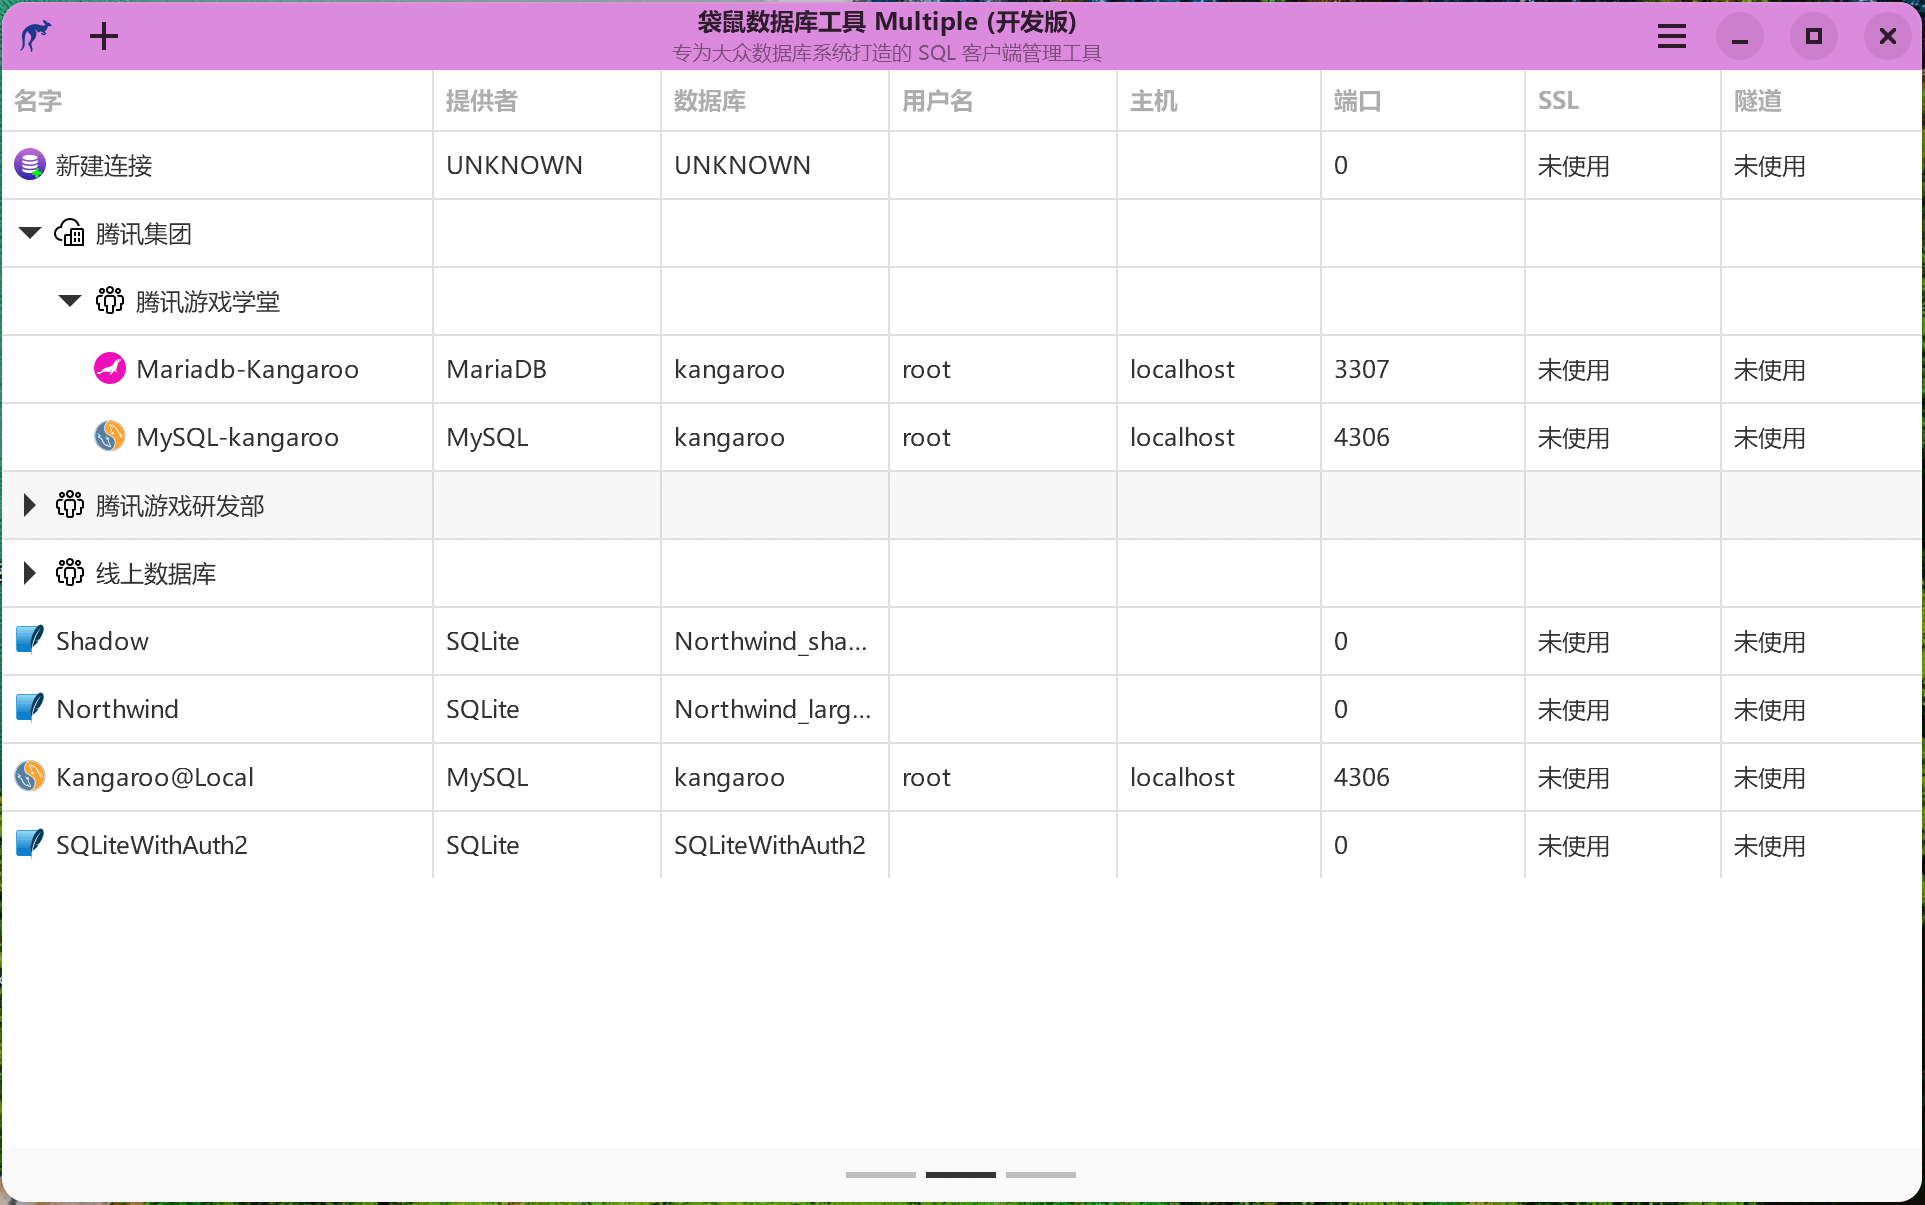 袋鼠数据库工具 Multiple (开发版)
专为大众数据库系统打造的 SQL 客户端管理工具
名字 提供者 数据库 用户名 主机 端口 SSL 隧道
新建连接 UNKNOWN UNKNOWN 0 未使用 未使用
腾讯集团
腾讯游戏学堂
Mariadb-Kangaroo MariaDB kangaroo root localhost 3307 未使用 未使用
MySQL-kangaroo MySQL kangaroo root localhost 4306 未使用 未使用
腾讯游戏研发部
线上数据库
Shadow SQLite Northwind_sha... 0 未使用 未使用
Northwind SQLite Northwind_larg... 0 未使用 未使用
Kangaroo@Local MySQL kangaroo root localhost 4306 未使用 未使用
SQLiteWithAuth2 SQLite SQLiteWithAuth2 0 未使用 未使用